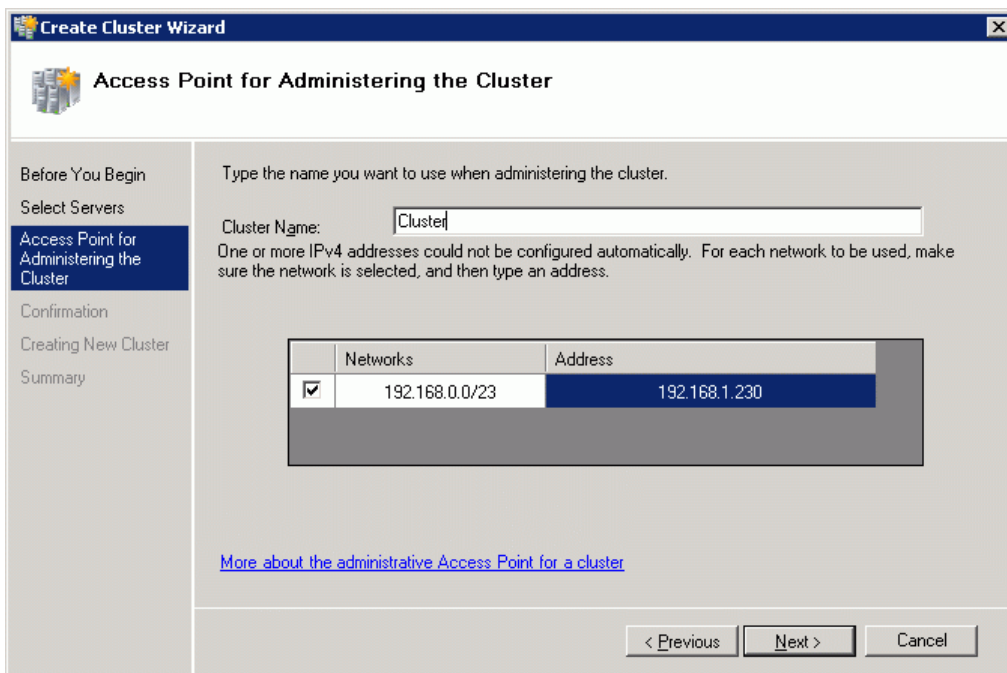 Create Cluster Wizard
Access Point for Administering the Cluster
Before You Begin
Select Servers
Access Point for
Administering the
Cluster
Confirmation
Creating New Cluster
Summary
Type the name you want to use when administering the cluster.
Cluster Name: Cluster
One or more IPv4 addresses could not be configured automatically. For each network to be used, make
sure the network is selected, and then type an address.
Networks Address
192.168.0.0/23 192.168.1.230
More about the administrative Access Point for a cluster
< Previous Next > Cancel